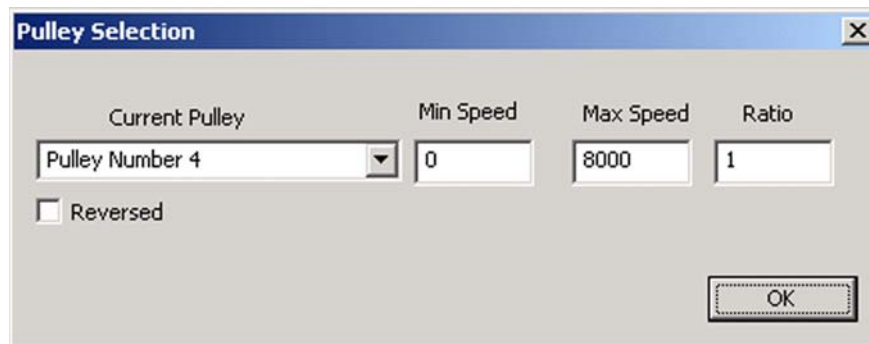 Pulley Selection
Current Pulley Min Speed Max Speed Ratio
Pulley Number 4 0 8000 1
Reversed
OK